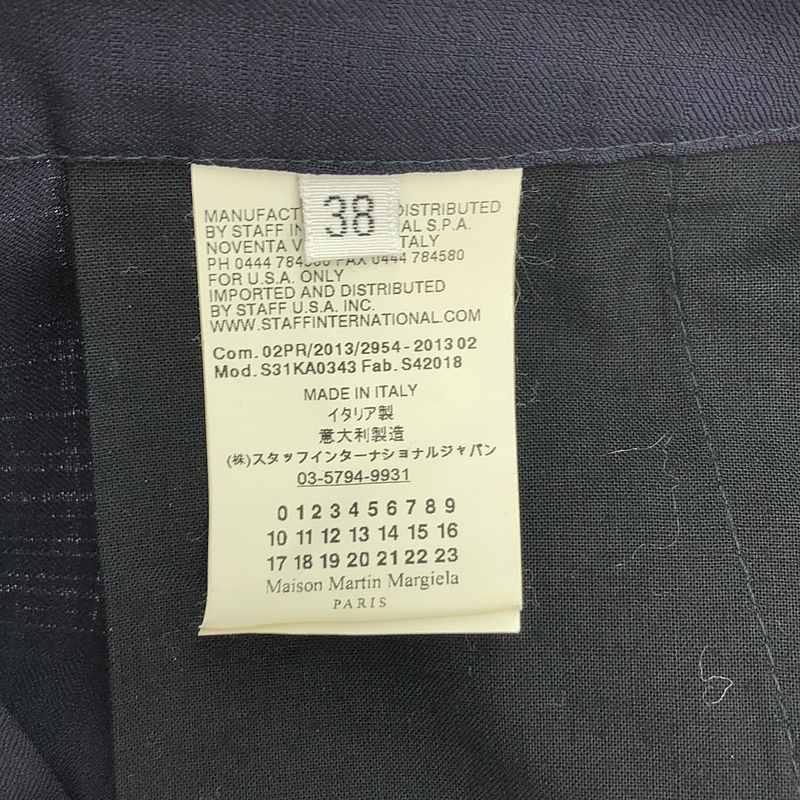 38
MANUFACT DISTRIBUTED
BY STAFF IN AL S.P.A.
NOVENTA V TALY
PH 0444 784 FAX 0444 784580
FOR U.S.A. ONLY
IMPORTED AND DISTRIBUTED
BY STAFF U.S.A. INC.
WWW.STAFFINTERNATIONAL.COM
Com. 02PR/2013/2954-2013 02
Mod. S31KA0343 Fab. S42018
MADE IN ITALY
イタリア製
意大利製造
(株)スタッフインターナショナルジャパン
03-5794-9931
0 1 2 3 4 5 6 7 8 9
10 11 12 13 14 15 16
17 18 19 20 21 22 23
Maison Martin Margiela
PARIS